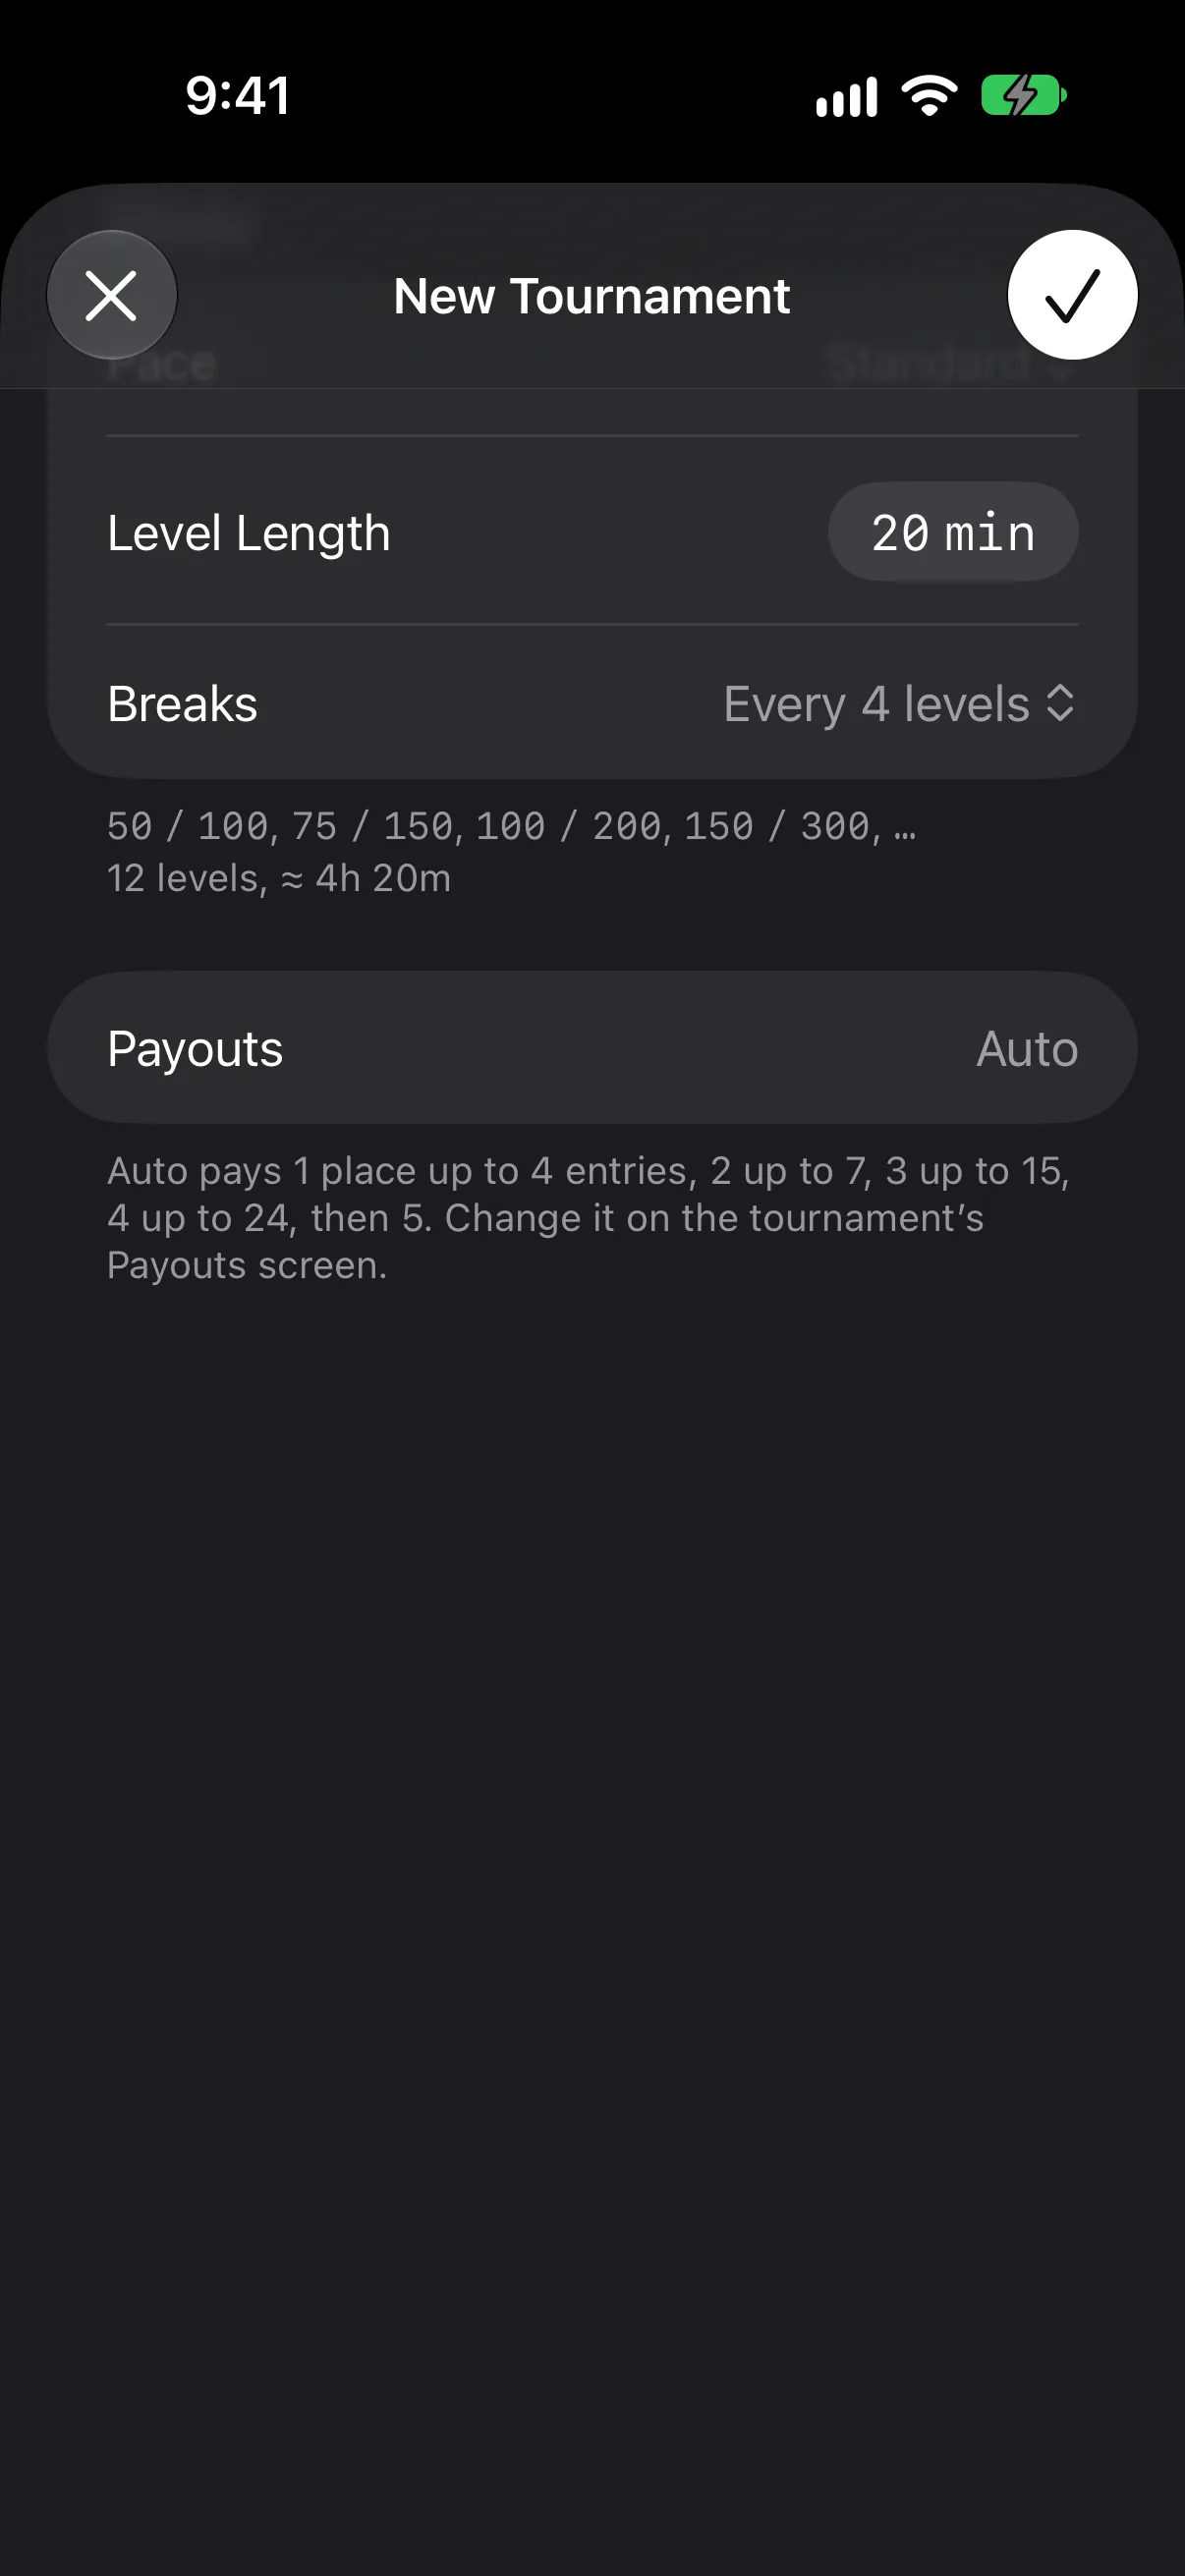 9:41
New Tournament
Pace Standard
Level Length 20 min
Breaks Every 4 levels
50 / 100, 75 / 150, 100 / 200, 150 / 300, …
12 levels, ≈ 4h 20m
Payouts Auto
Auto pays 1 place up to 4 entries, 2 up to 7, 3 up to 15,
4 up to 24, then 5. Change it on the tournament’s
Payouts screen.